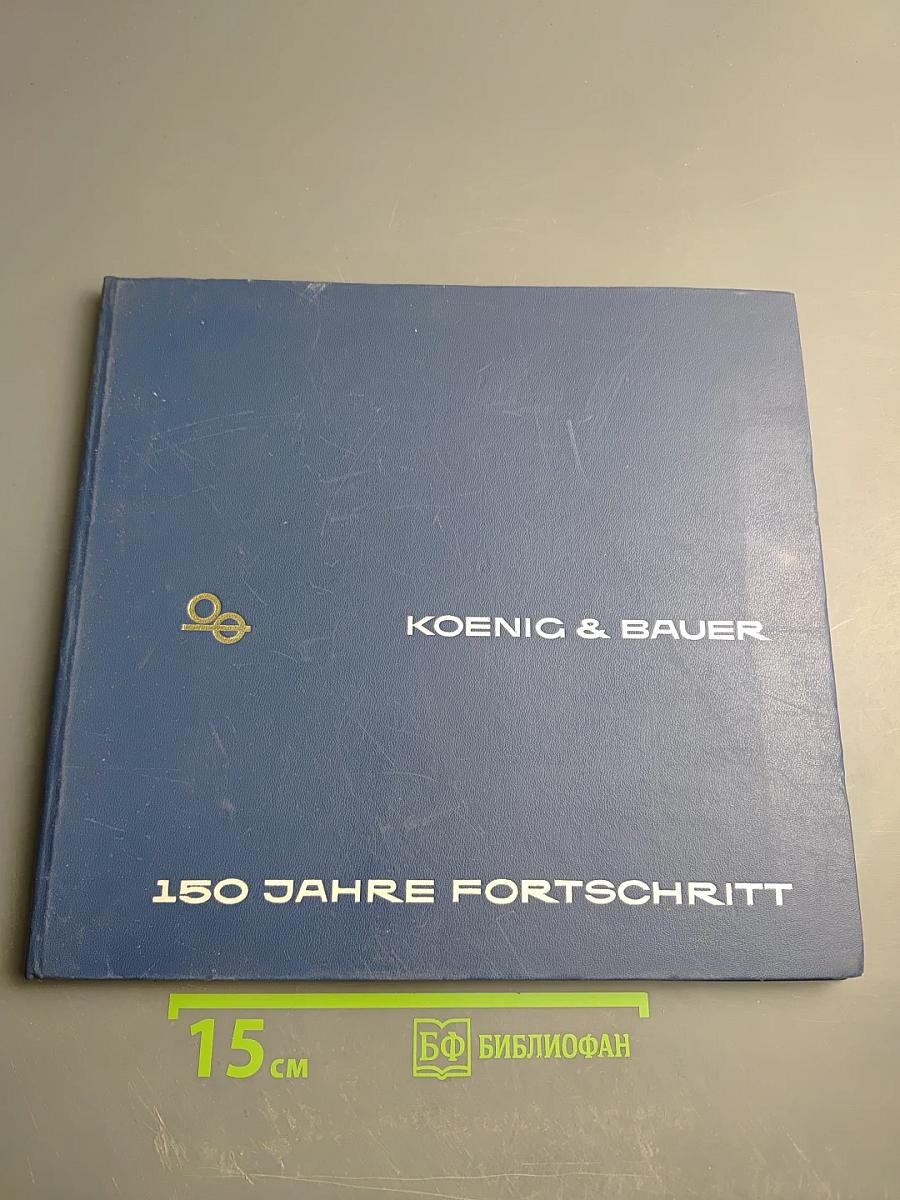 KOENIG & BAUER
150 JAHRE FORTSCHRITT
15 см
БФ БИБЛИОФАН